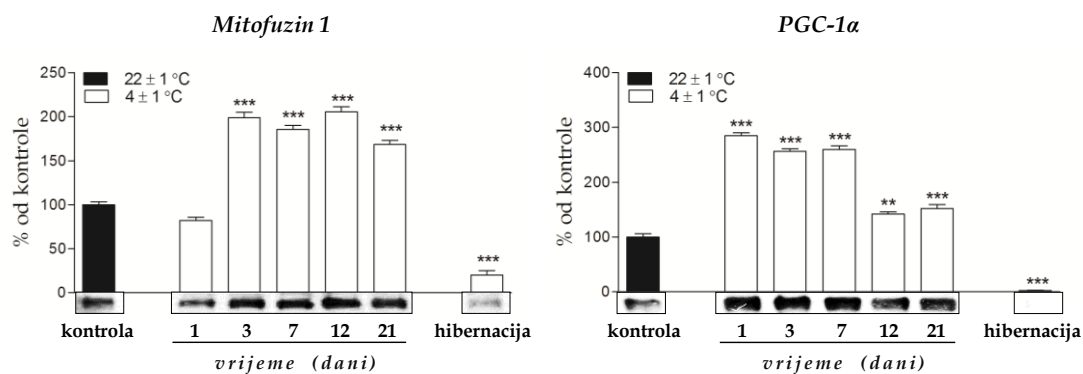 Mitofuzin 1
% od kontrole
250
200
150
100
50
0
22 ± 1 °C
4 ± 1 °C
***
***
***
***
***
kontrola
1 3 7 12 21
hibernacija
vrijeme (dani)
PGC-1α
% od kontrole
400
300
200
100
0
22 ± 1 °C
4 ± 1 °C
***
***
***
**
***
***
kontrola
1 3 7 12 21
hibernacija
vrijeme (dani)